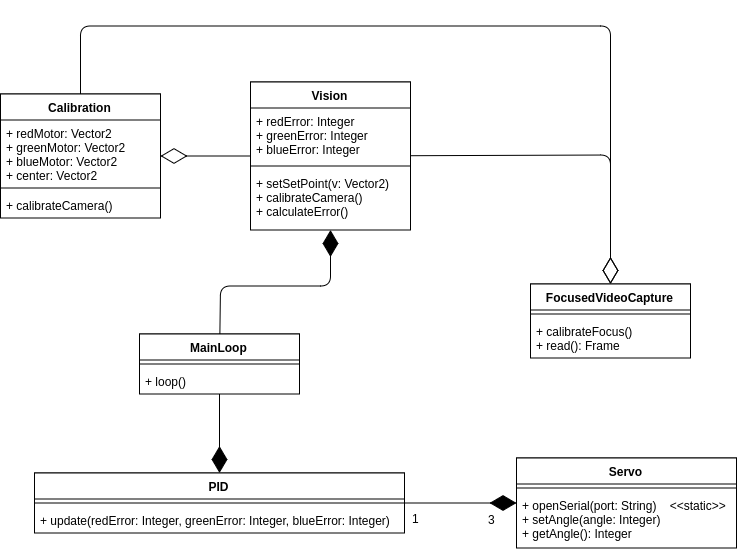 Calibration
+ redMotor: Vector2
+ greenMotor: Vector2
+ blueMotor: Vector2
+ center: Vector2
+ calibrateCamera()
Vision
+ redError: Integer
+ greenError: Integer
+ blueError: Integer
+ setSetPoint(v: Vector2)
+ calibrateCamera()
+ calculateError()
FocusedVideoCapture
+ calibrateFocus()
+ read(): Frame
MainLoop
+ loop()
PID
+ update(redError: Integer, greenError: Integer, blueError: Integer)
1
3
Servo
+ openSerial(port: String) <<static>>
+ setAngle(angle: Integer)
+ getAngle(): Integer